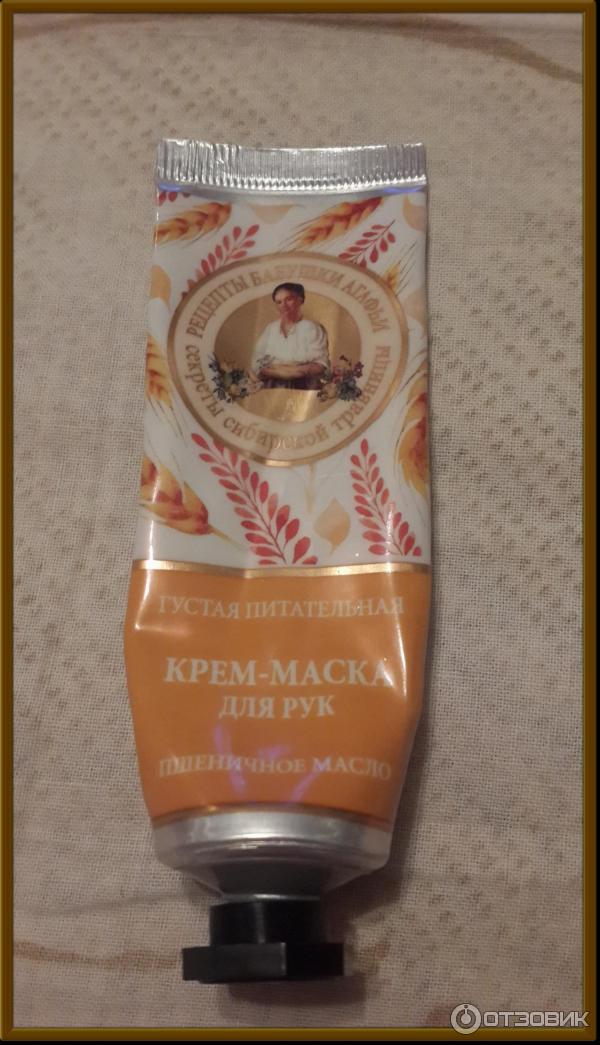 РЕЦЕПТЫ БАБУШКИ АГАФЬИ
секреты сибирской травницы
ГУСТАЯ ПИТАТЕЛЬНАЯ
КРЕМ-МАСКА
ДЛЯ РУК
ПШЕНИЧНОЕ МАСЛО
ОТЗОВИК